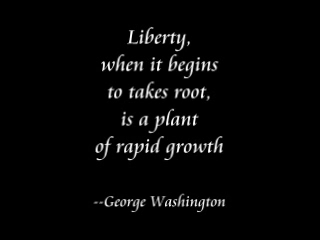 Liberty,
when it begins
to takes root,
is a plant
of rapid growth
--George Washington